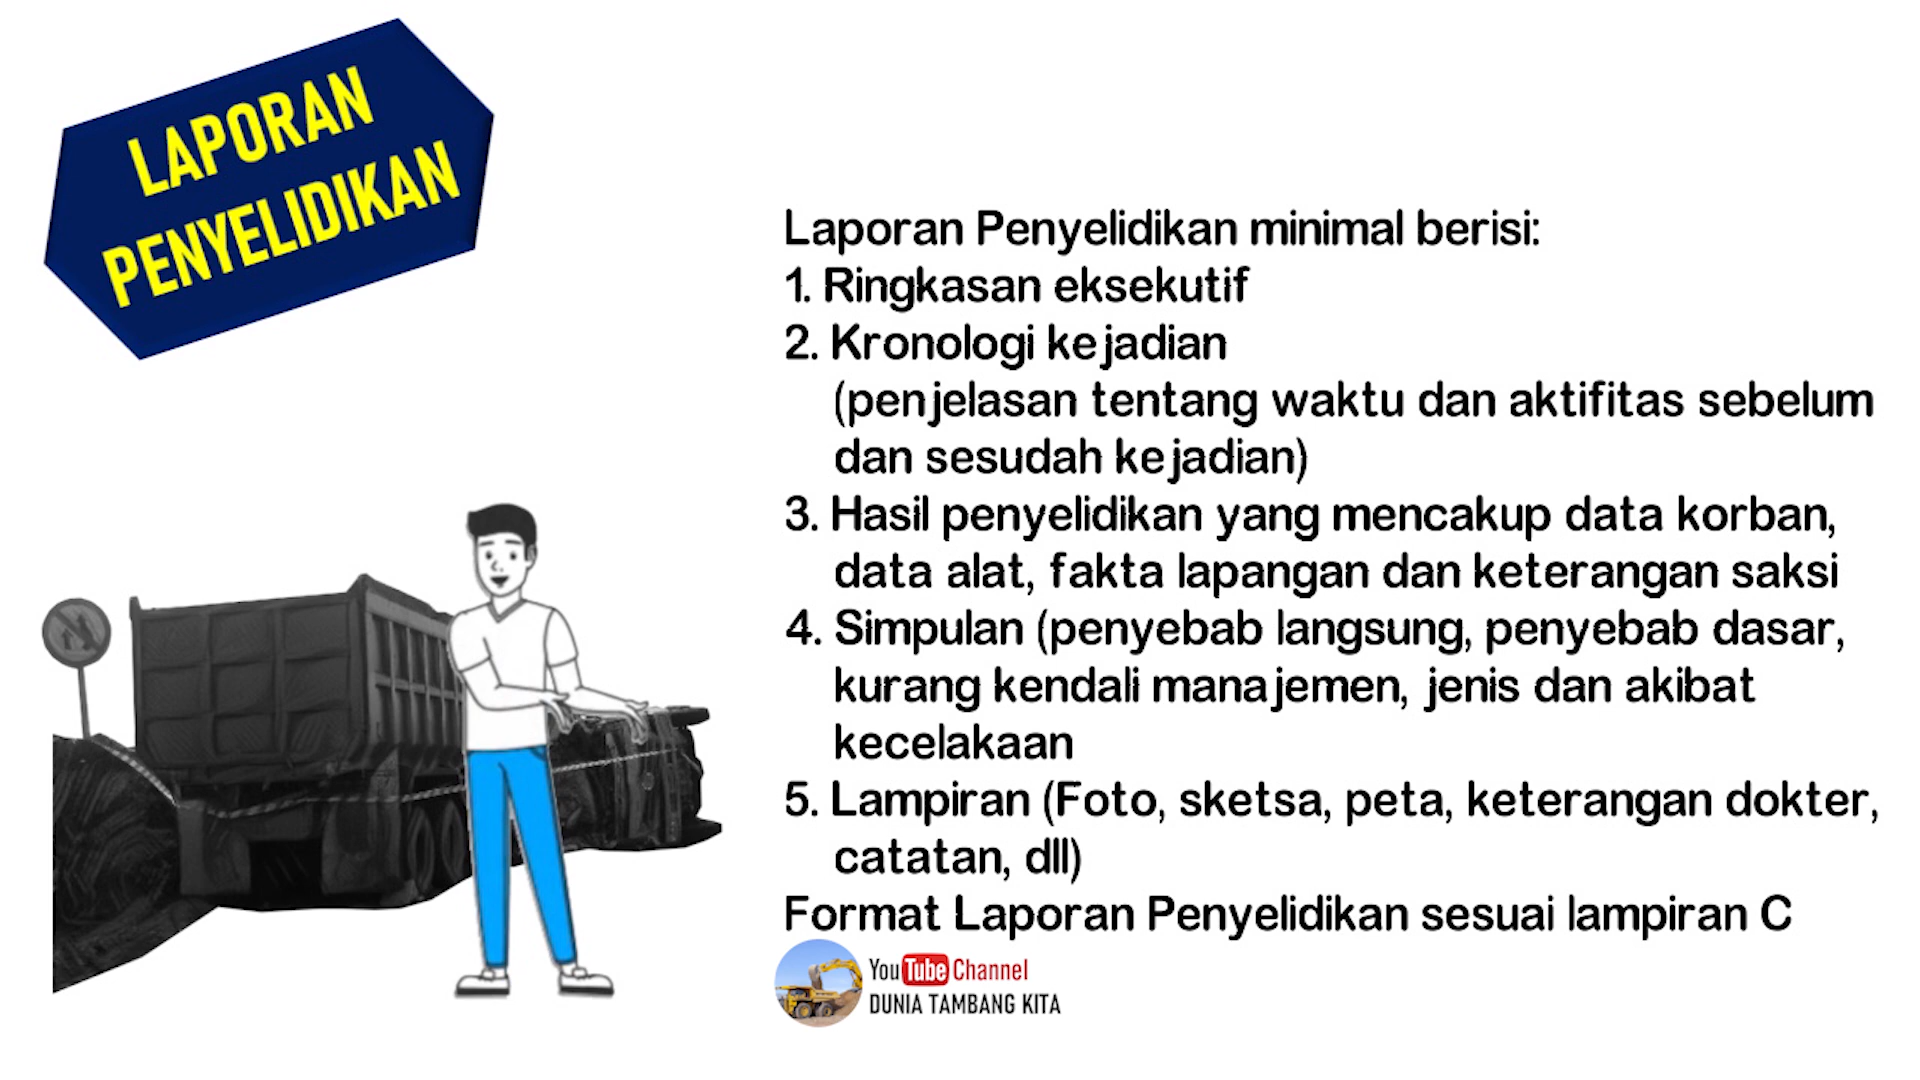 LAPORAN
PENYELIDIKAN
Laporan Penyelidikan minimal berisi:
1. Ringkasan eksekutif
2. Kronologi kejadian
(penjelasan tentang waktu dan aktifitas sebelum
dan sesudah kejadian)
3. Hasil penyelidikan yang mencakup data korban,
data alat, fakta lapangan dan keterangan saksi
4. Simpulan (penyebab langsung, penyebab dasar,
kurang kendali manajemen, jenis dan akibat
kecelakaan
5. Lampiran (Foto, sketsa, peta, keterangan dokter,
catatan, dll)
Format Laporan Penyelidikan sesuai lampiran C
YouTube Channel
DUNIA TAMBANG KITA